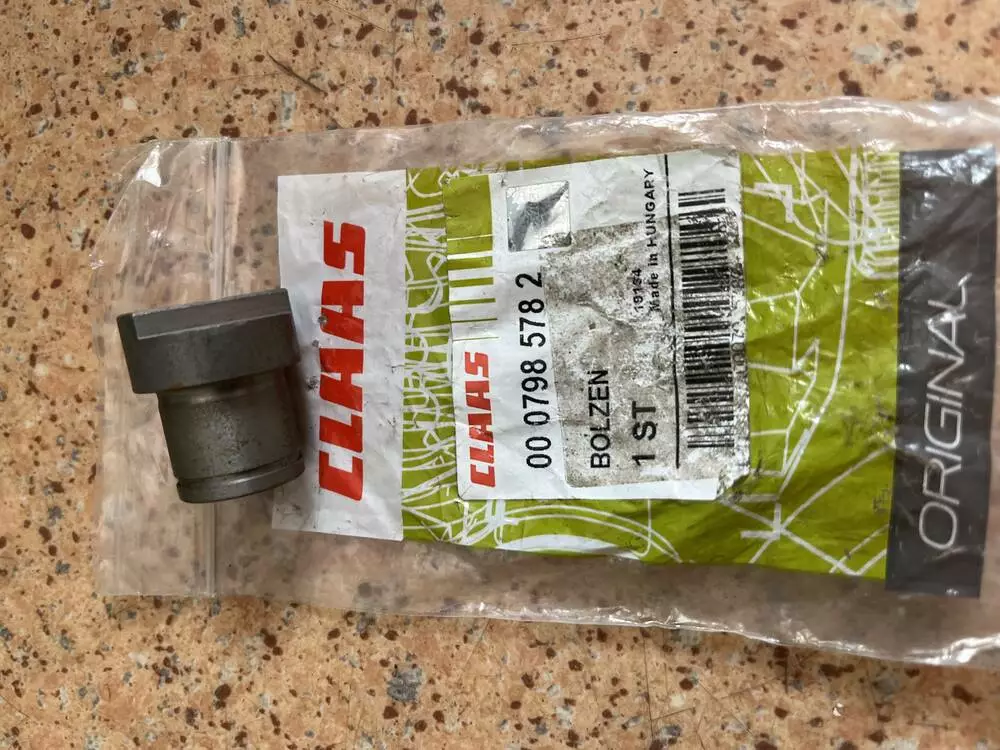 CLAAS
CLAAS
00 0798 578 2
BOLZEN
1 ST
Made in HUNGARY
ORIGINAL